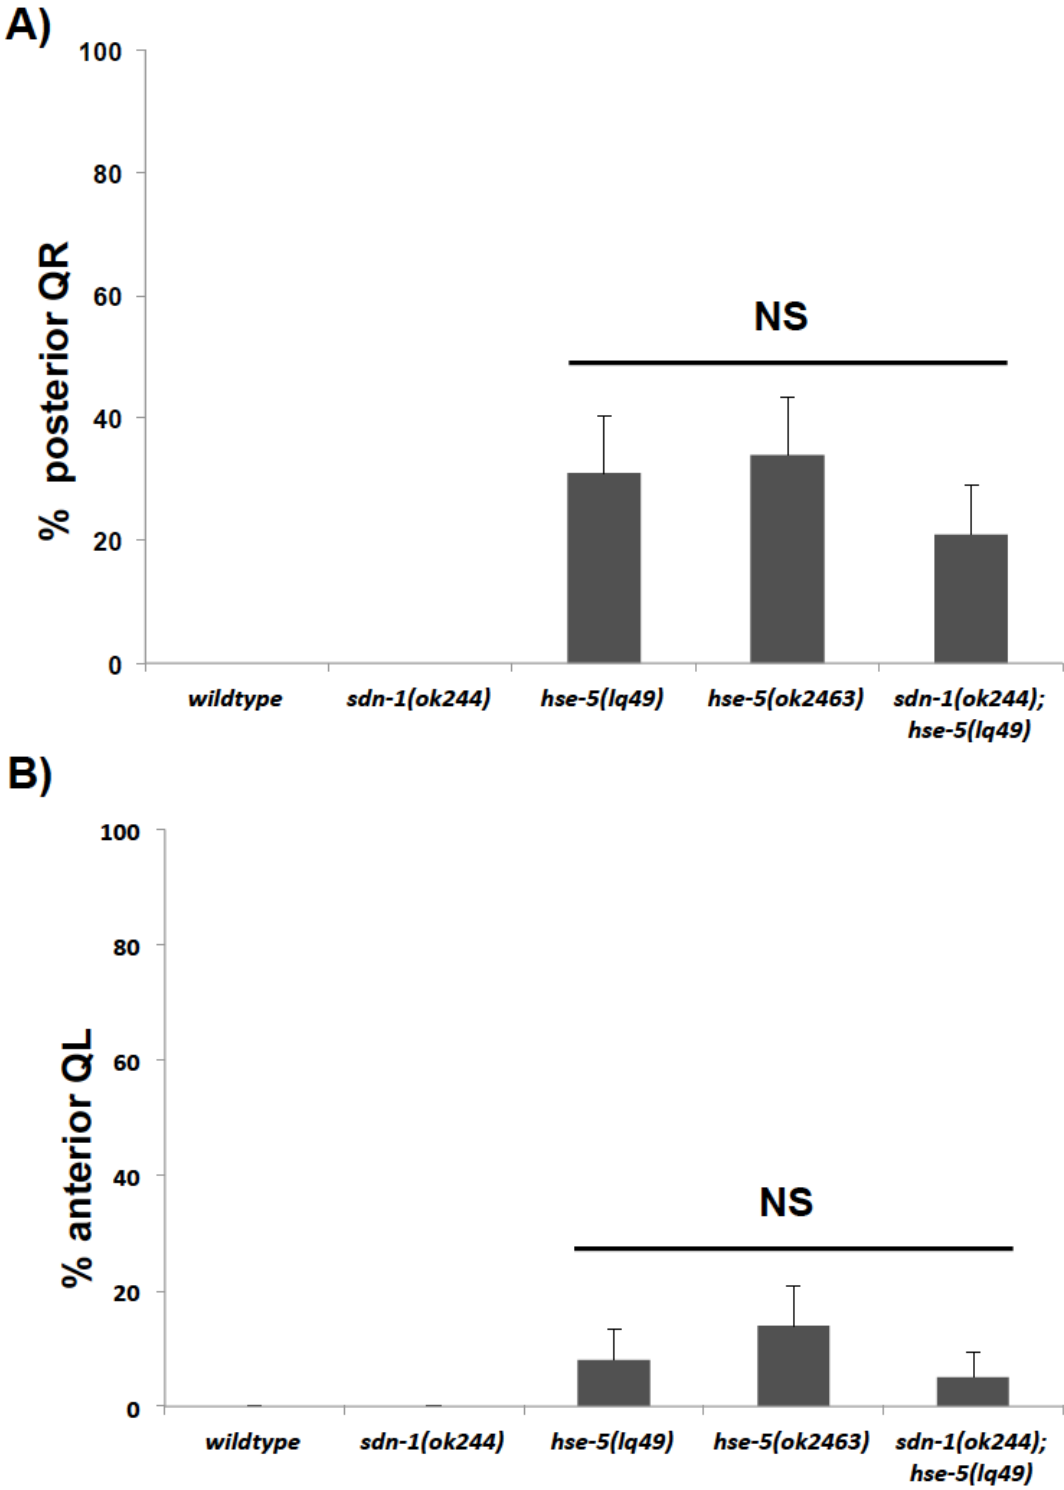 A)
100
80
60
40
20
0
% posterior QR
NS
wildtype
sdn-1(ok244)
hse-5(lq49)
hse-5(ok2463)
sdn-1(ok244);
hse-5(lq49)
B)
100
80
60
40
20
0
% anterior QL
NS
wildtype
sdn-1(ok244)
hse-5(lq49)
hse-5(ok2463)
sdn-1(ok244);
hse-5(lq49)